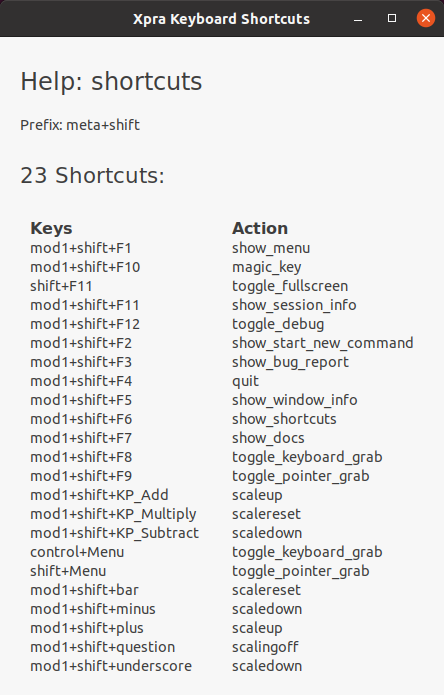 Xpra Keyboard Shortcuts
Help: shortcuts
Prefix: meta+shift
23 Shortcuts:
Keys Action
mod1+shift+F1 show_menu
mod1+shift+F10 magic_key
shift+F11 toggle_fullscreen
mod1+shift+F11 show_session_info
mod1+shift+F12 toggle_debug
mod1+shift+F2 show_start_new_command
mod1+shift+F3 show_bug_report
mod1+shift+F4 quit
mod1+shift+F5 show_window_info
mod1+shift+F6 show_shortcuts
mod1+shift+F7 show_docs
mod1+shift+F8 toggle_keyboard_grab
mod1+shift+F9 toggle_pointer_grab
mod1+shift+KP_Add scaleup
mod1+shift+KP_Multiply scalereset
mod1+shift+KP_Subtract scaledown
control+Menu toggle_keyboard_grab
shift+Menu toggle_pointer_grab
mod1+shift+bar scalereset
mod1+shift+minus scaledown
mod1+shift+plus scaleup
mod1+shift+question scalingoff
mod1+shift+underscore scaledown